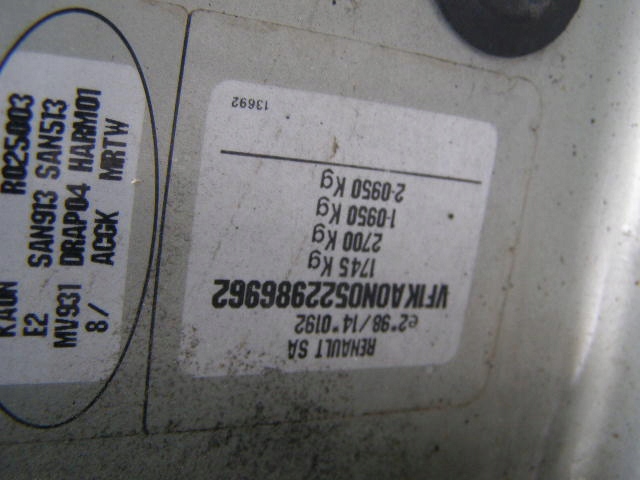 RENAULT SA
e2*98/14*0192
VF1KA0N0522986962
1745 Kg
2700 Kg
1-0950 Kg
2-0950 Kg
13692
KA0N R025003
E2 SAN913 SAN513
MV931 DRAP04 HARM01
8/ ACGK MRTW